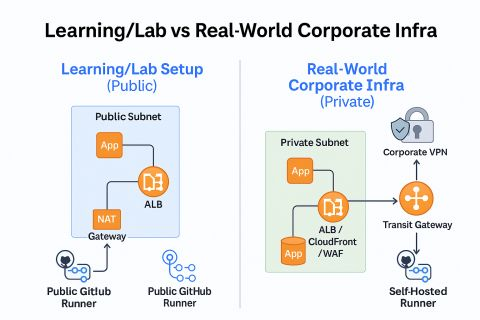 Learning/Lab vs Real-World Corporate Infra
Learning/Lab Setup
(Public)
Public Subnet
App
ALB
NAT
Gateway
Public GitLub
Runner
Public GitHub
Runner
Real-World
Corporate Infra
(Private)
Private Subnet
App
ALB /
CloudFront
/WAF
App
Corporate VPN
Transit Gateway
Self-Hosted
Runner